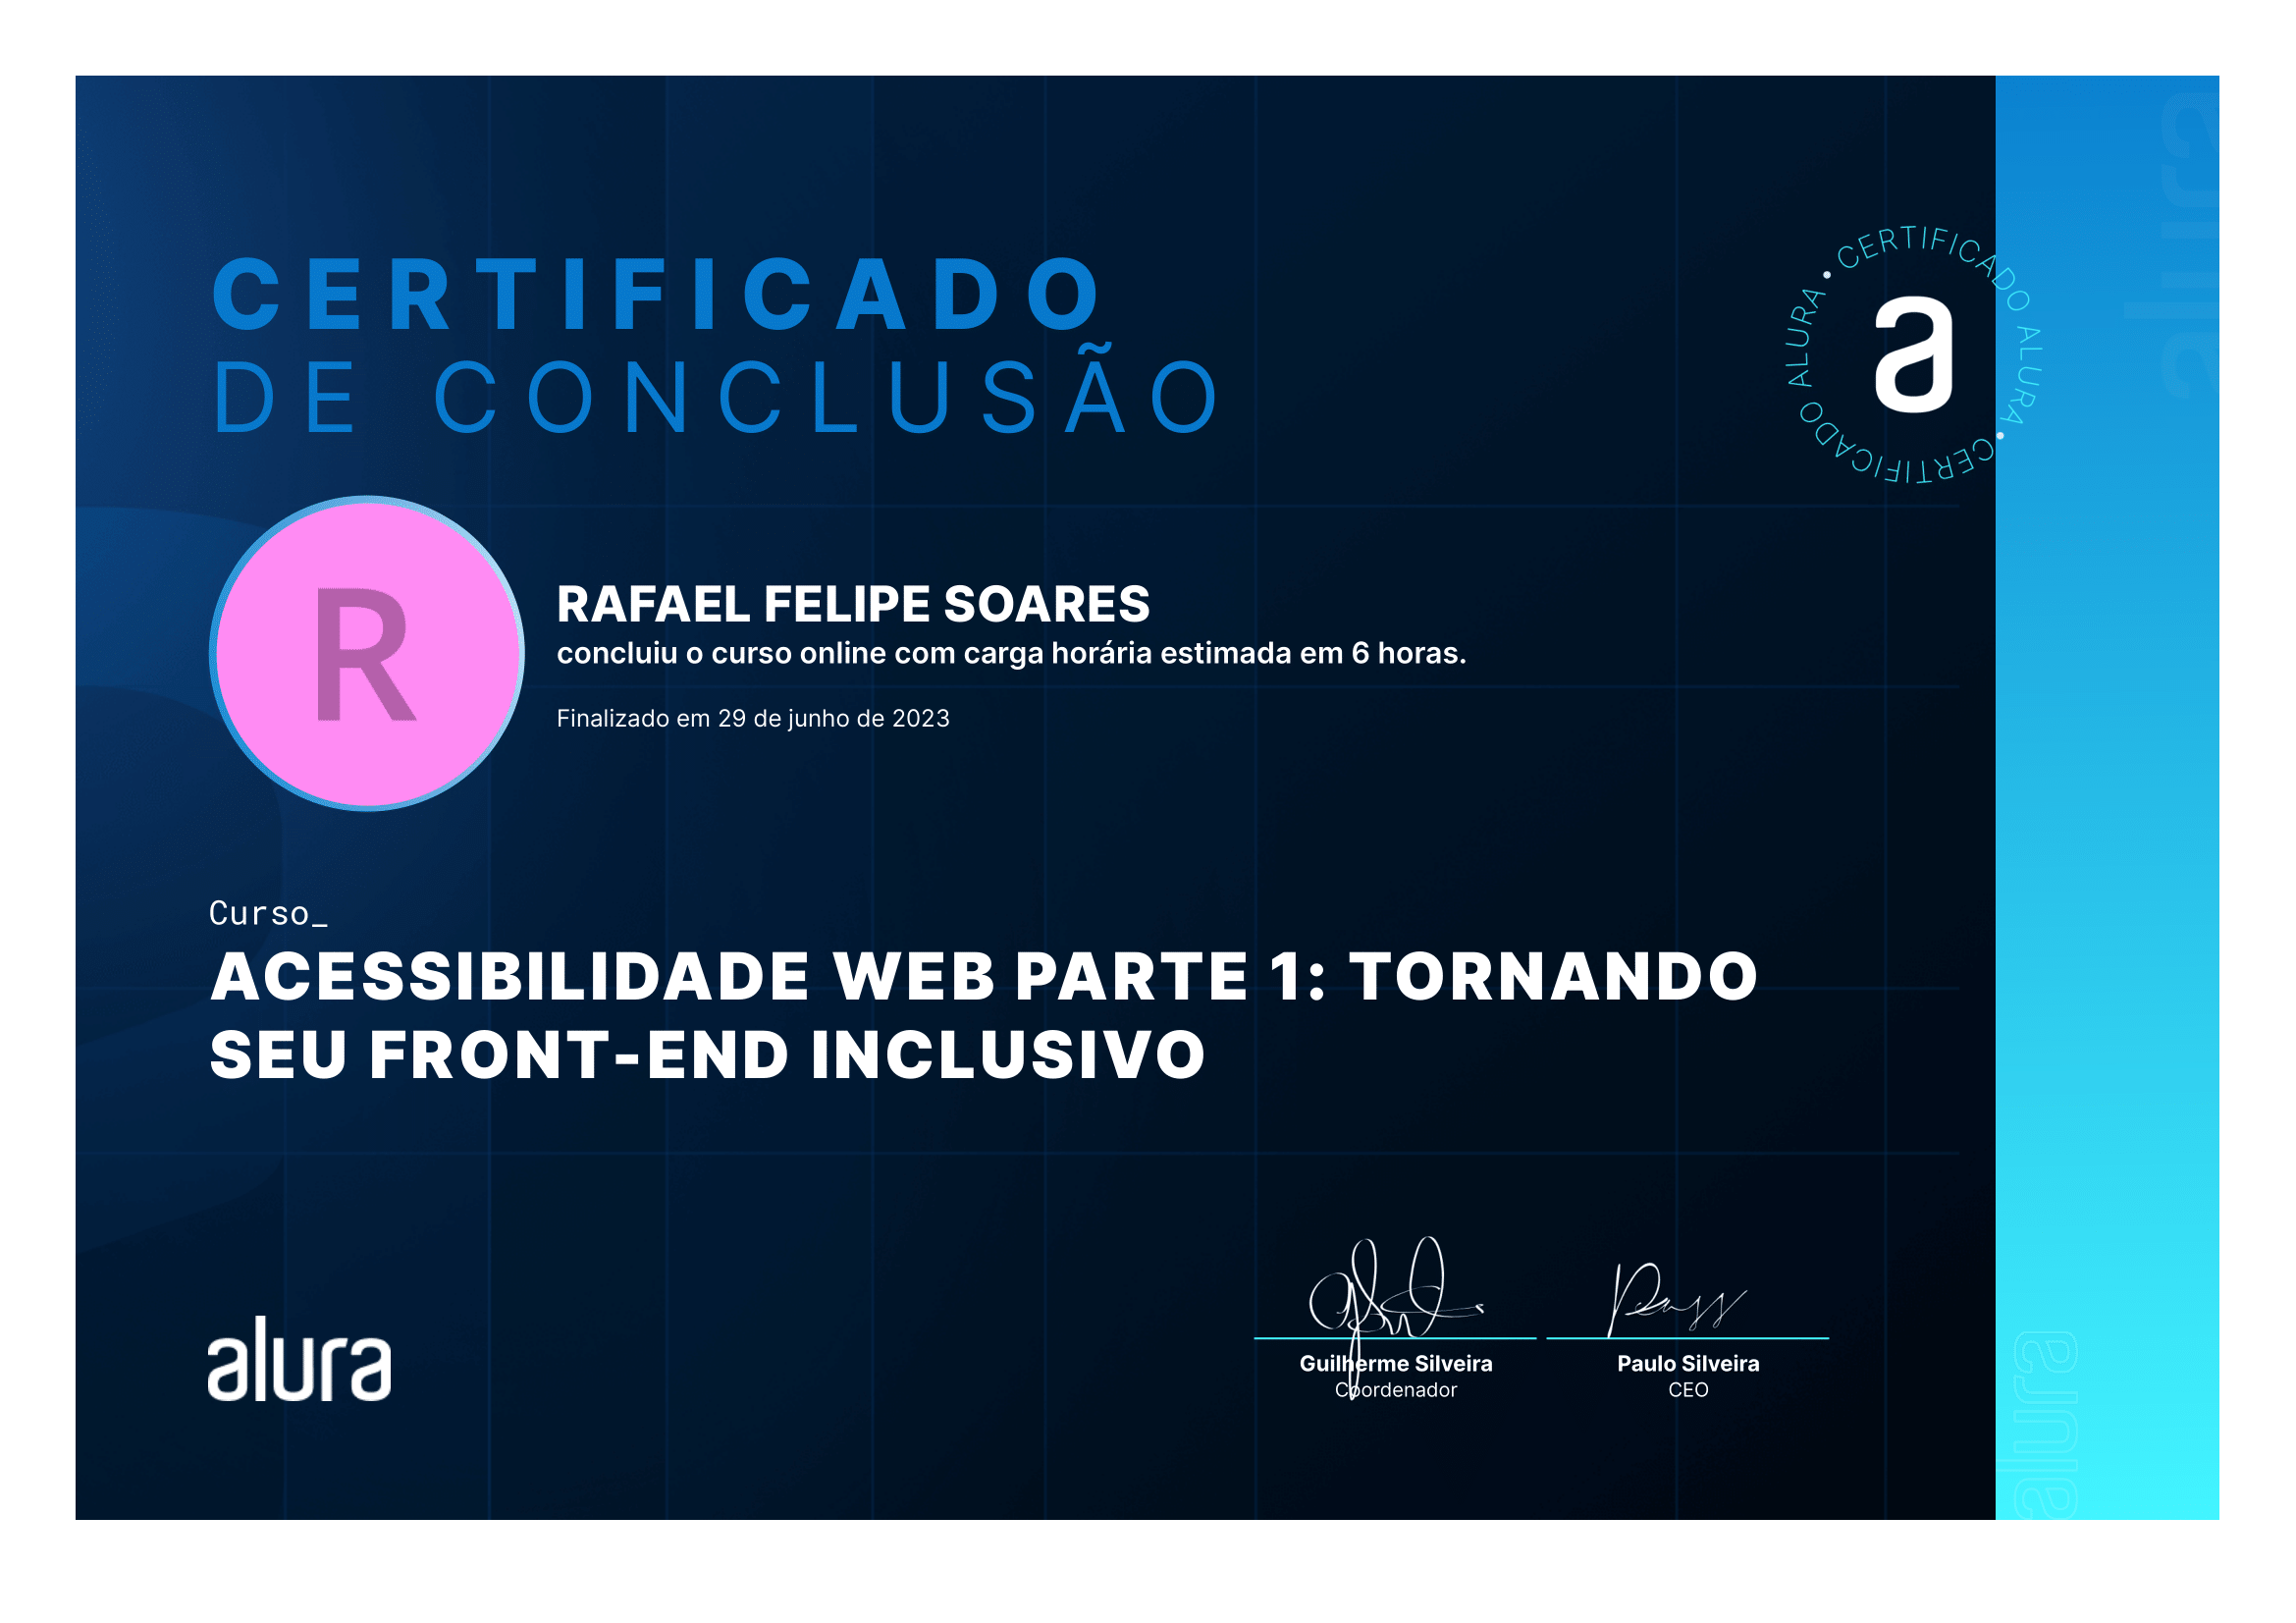 CERTIFICADO
DE CONCLUSÃO
• CERTIFICADO ALURA • CERTIFICADO ALURA
a
alura
R
RAFAEL FELIPE SOARES
concluiu o curso online com carga horária estimada em 6 horas.
Finalizado em 29 de junho de 2023
Curso_
ACESSIBILIDADE WEB PARTE 1: TORNANDO
SEU FRONT-END INCLUSIVO
alura
Guilherme Silveira
Coordenador
Paulo Silveira
CEO
alura